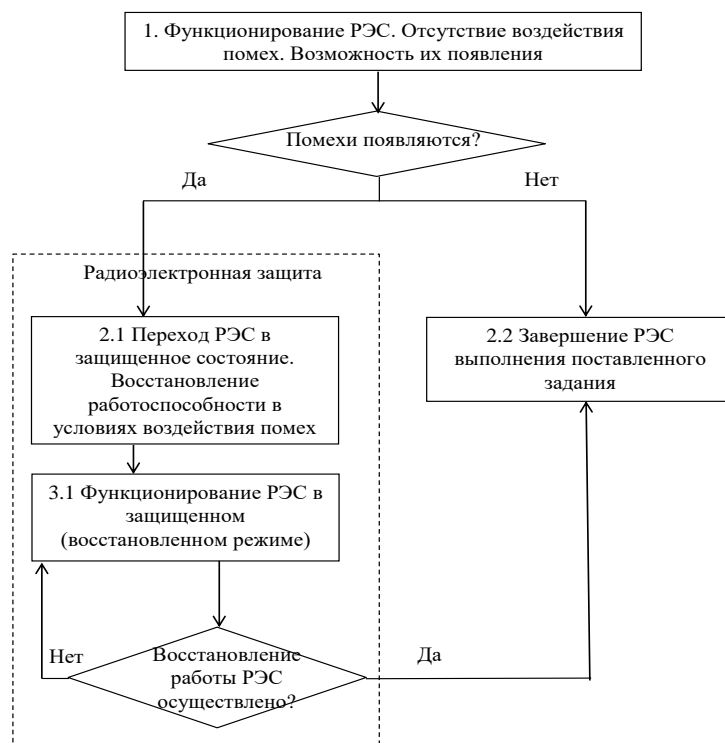 1. Функционирование РЭС. Отсутствие воздействия
помех. Возможность их появления
Помехи появляются?
Да
Нет
Радиоэлектронная защита
2.1 Переход РЭС в
защищенное состояние.
Восстановление
работоспособности в
условиях воздействия помех
2.2 Завершение РЭС
выполнения поставленного
задания
3.1 Функционирование РЭС в
защищенном
(восстановленном режиме)
Нет
Восстановление
работы РЭС
осуществлено?
Да